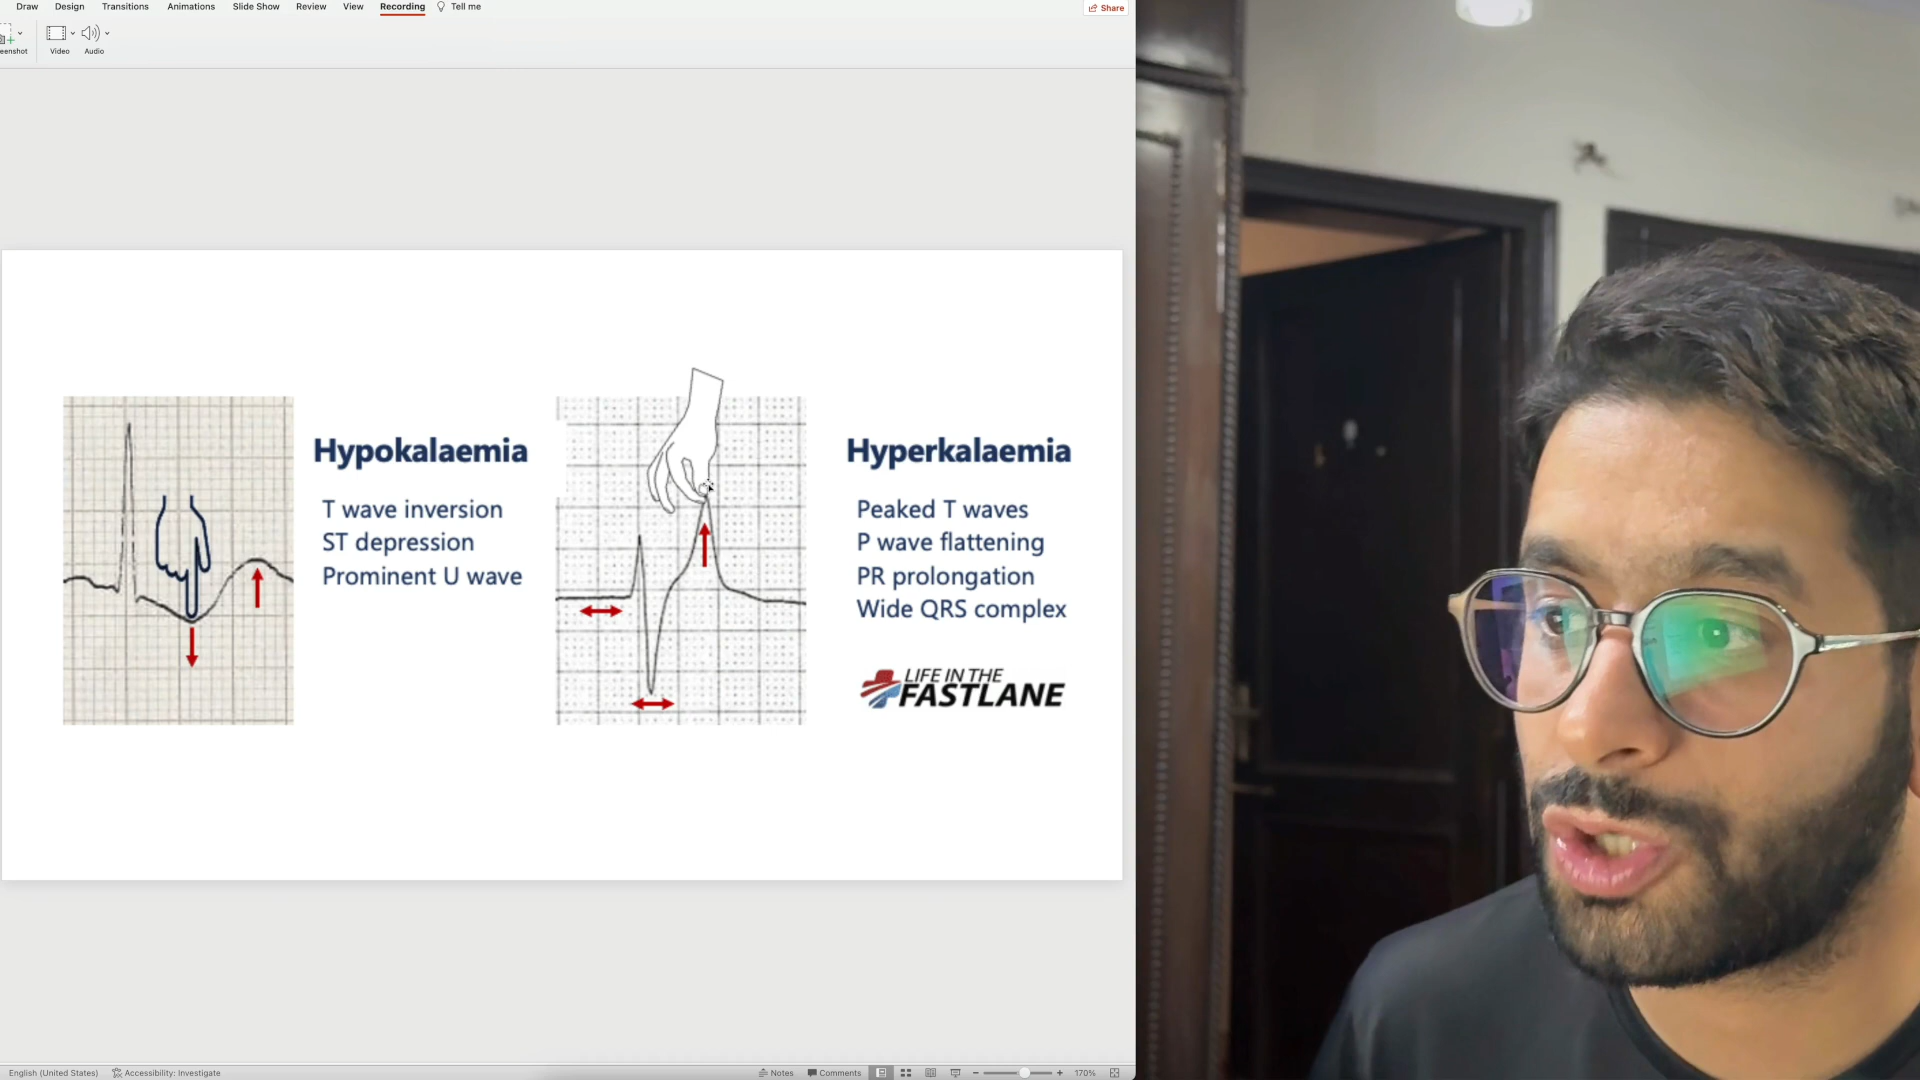 Draw Design Transitions Animations Slide Show Review View Recording Tell me
Share
eenshot Video Audio
Hypokalaemia
T wave inversion
ST depression
Prominent U wave
Hyperkalaemia
Peaked T waves
P wave flattening
PR prolongation
Wide QRS complex
LIFE IN THE
FASTLANE
English (United States) Accessibility: Investigate Notes Comments 170%